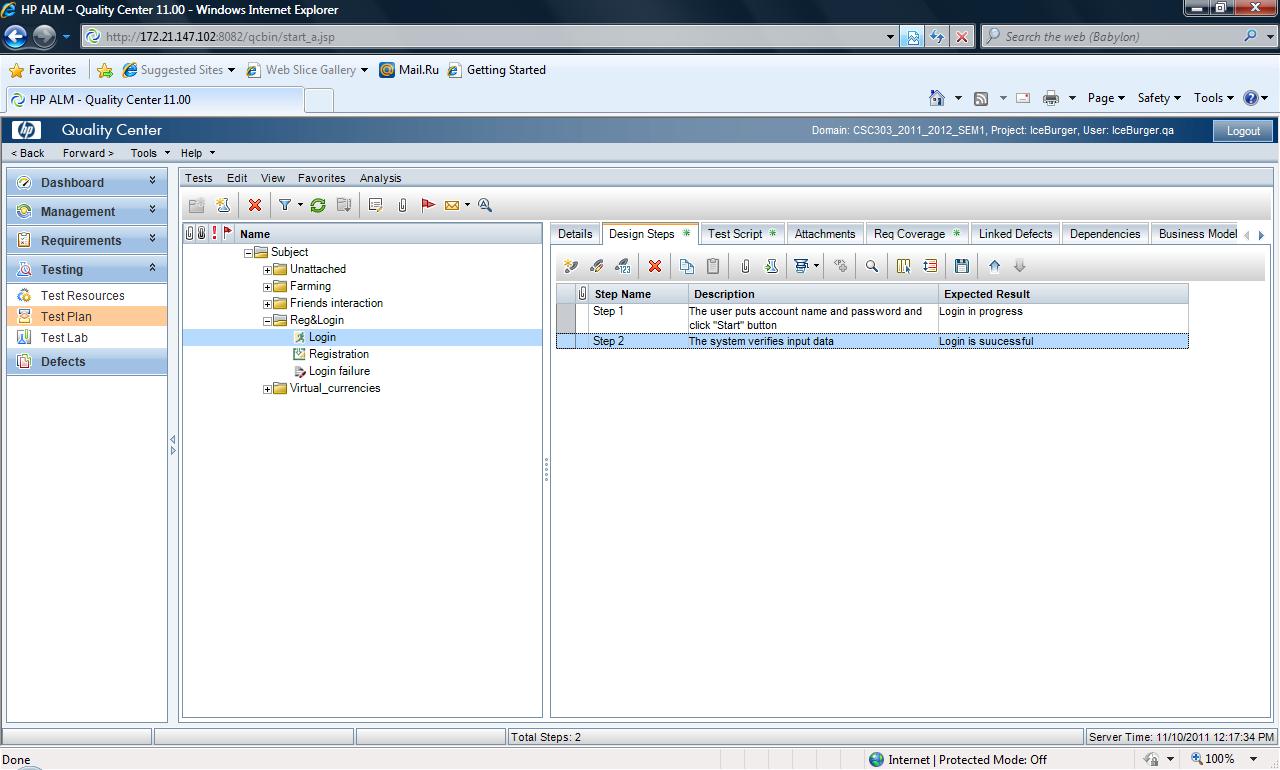 HP ALM - Quality Center 11.00 - Windows Internet Explorer
http://172.21.147.102:8082/qcbin/start_a.jsp
Search the web (Babylon)
Favorites
Suggested Sites
Web Slice Gallery
Mail.Ru
Getting Started
HP ALM - Quality Center 11.00
Page
Safety
Tools
hp
Quality Center
Domain: CSC303_2011_2012_SEM1, Project: IceBurger, User: IceBurger.qa
Logout
< Back
Forward >
Tools
Help
Dashboard
Management
Requirements
Testing
Test Resources
Test Plan
Test Lab
Defects
Tests
Edit
View
Favorites
Analysis
Name
Subject
Unattached
Farming
Friends interaction
Reg&Login
Login
Registration
Login failure
Virtual_currencies
Details
Design Steps *
Test Script *
Attachments
Req Coverage *
Linked Defects
Dependencies
Business Model
Step Name Description Expected Result
Step 1 The user puts account name and password and Login in progress
click "Start" button
Step 2 The system verifies input data Login is suucessful
Total Steps: 2
Server Time: 11/10/2011 12:17:34 PM
Done
Internet | Protected Mode: Off
100%